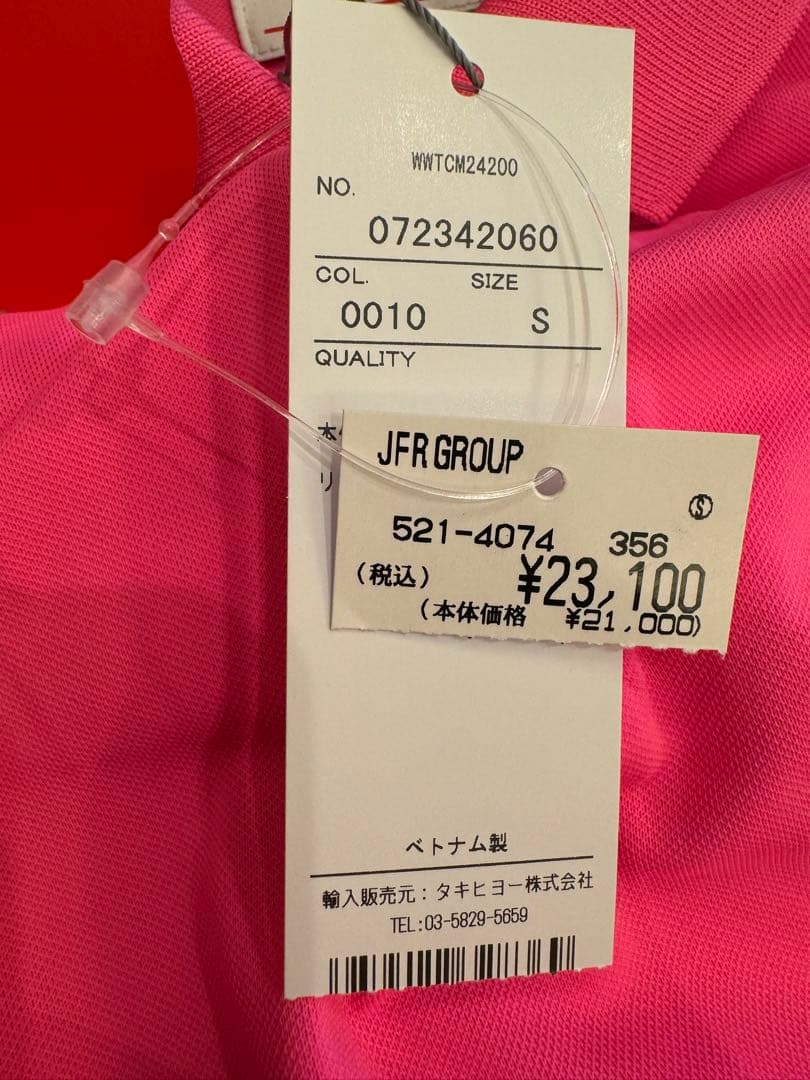 WWTCM24200
NO.
072342060
COL. SIZE
0010 S
QUALITY
本
リ
JFR GROUP
Ⓢ
521-4074 356
(税込) ¥23,100
(本体価格 ¥21,000)
ベトナム製
輸入販売元：タキヒヨー株式会社
TEL:03-5829-5659